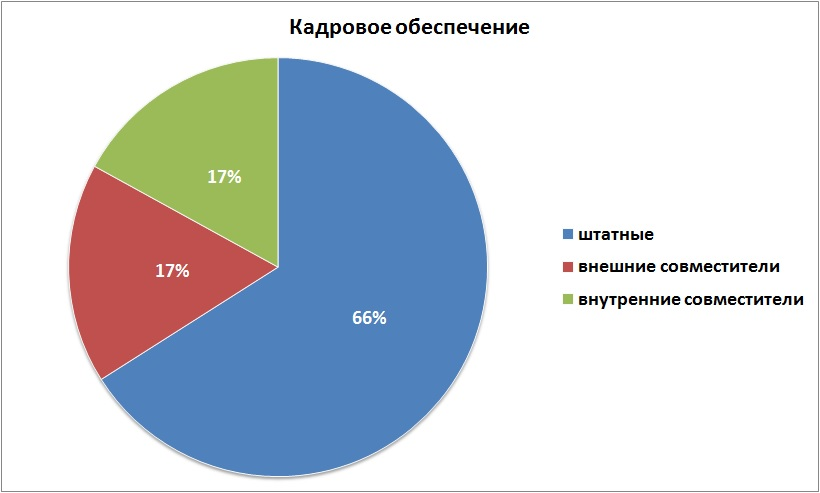 Кадровое обеспечение
17%
17%
66%
штатные
внешние совместители
внутренние совместители